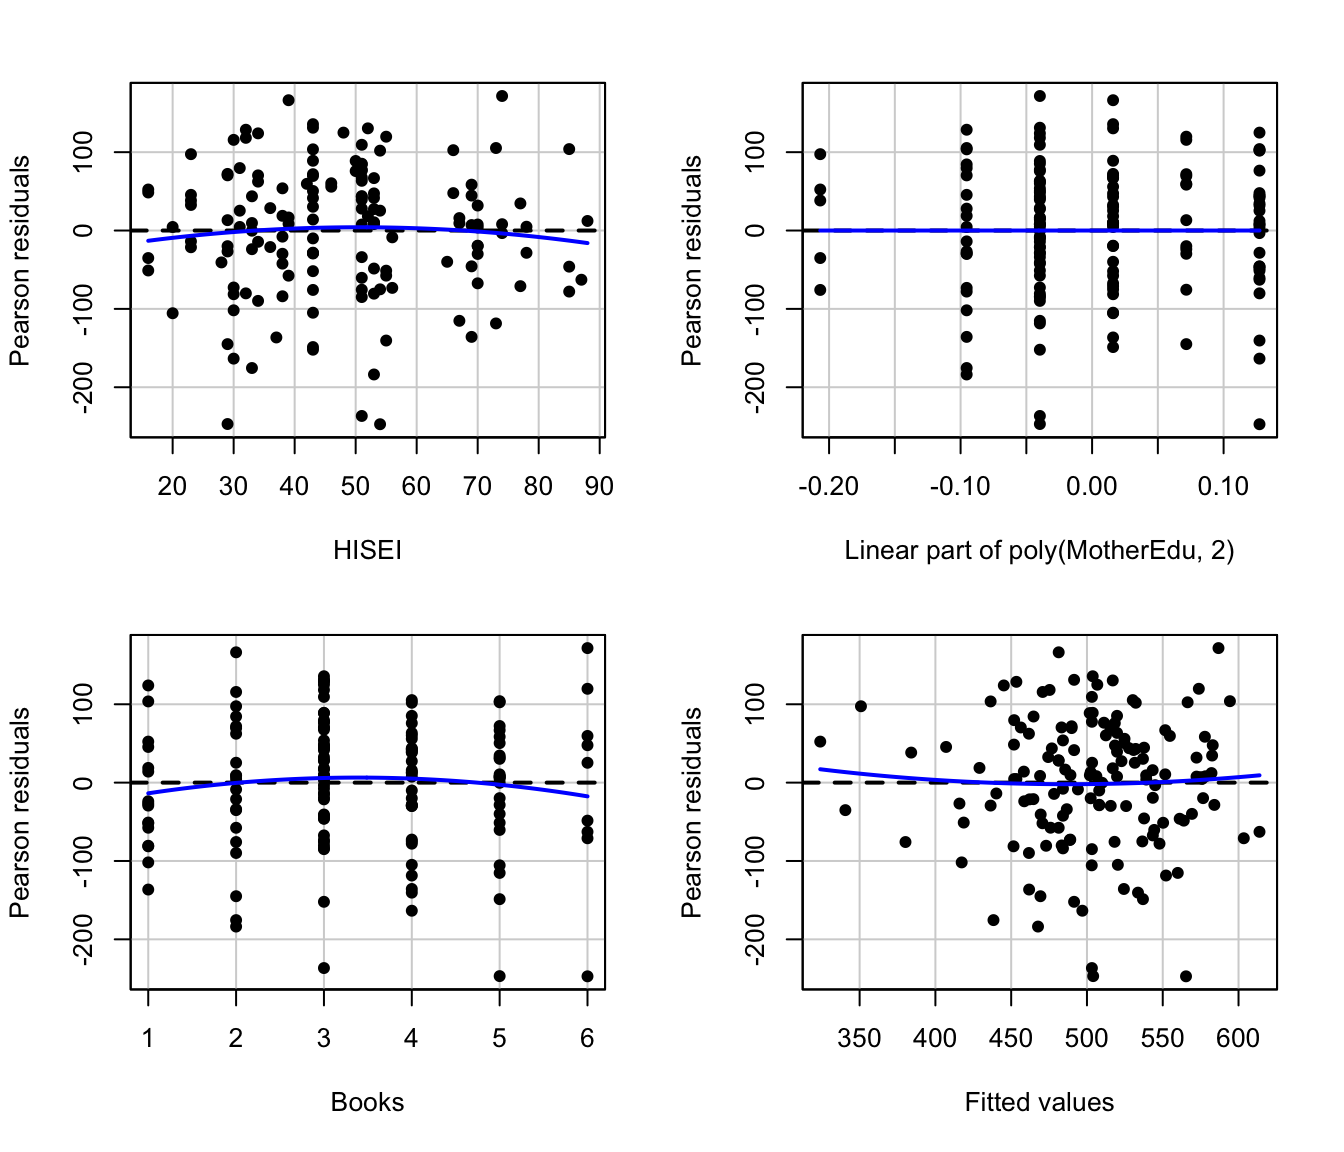 Pearson residuals
100
0
-100
-200
20 30 40 50 60 70 80 90
HISEI
Pearson residuals
100
0
-100
-200
-0.20 -0.10 0.00 0.10
Linear part of poly(MotherEdu, 2)
Pearson residuals
100
0
-100
-200
1 2 3 4 5 6
Books
Pearson residuals
100
0
-100
-200
350 400 450 500 550 600
Fitted values